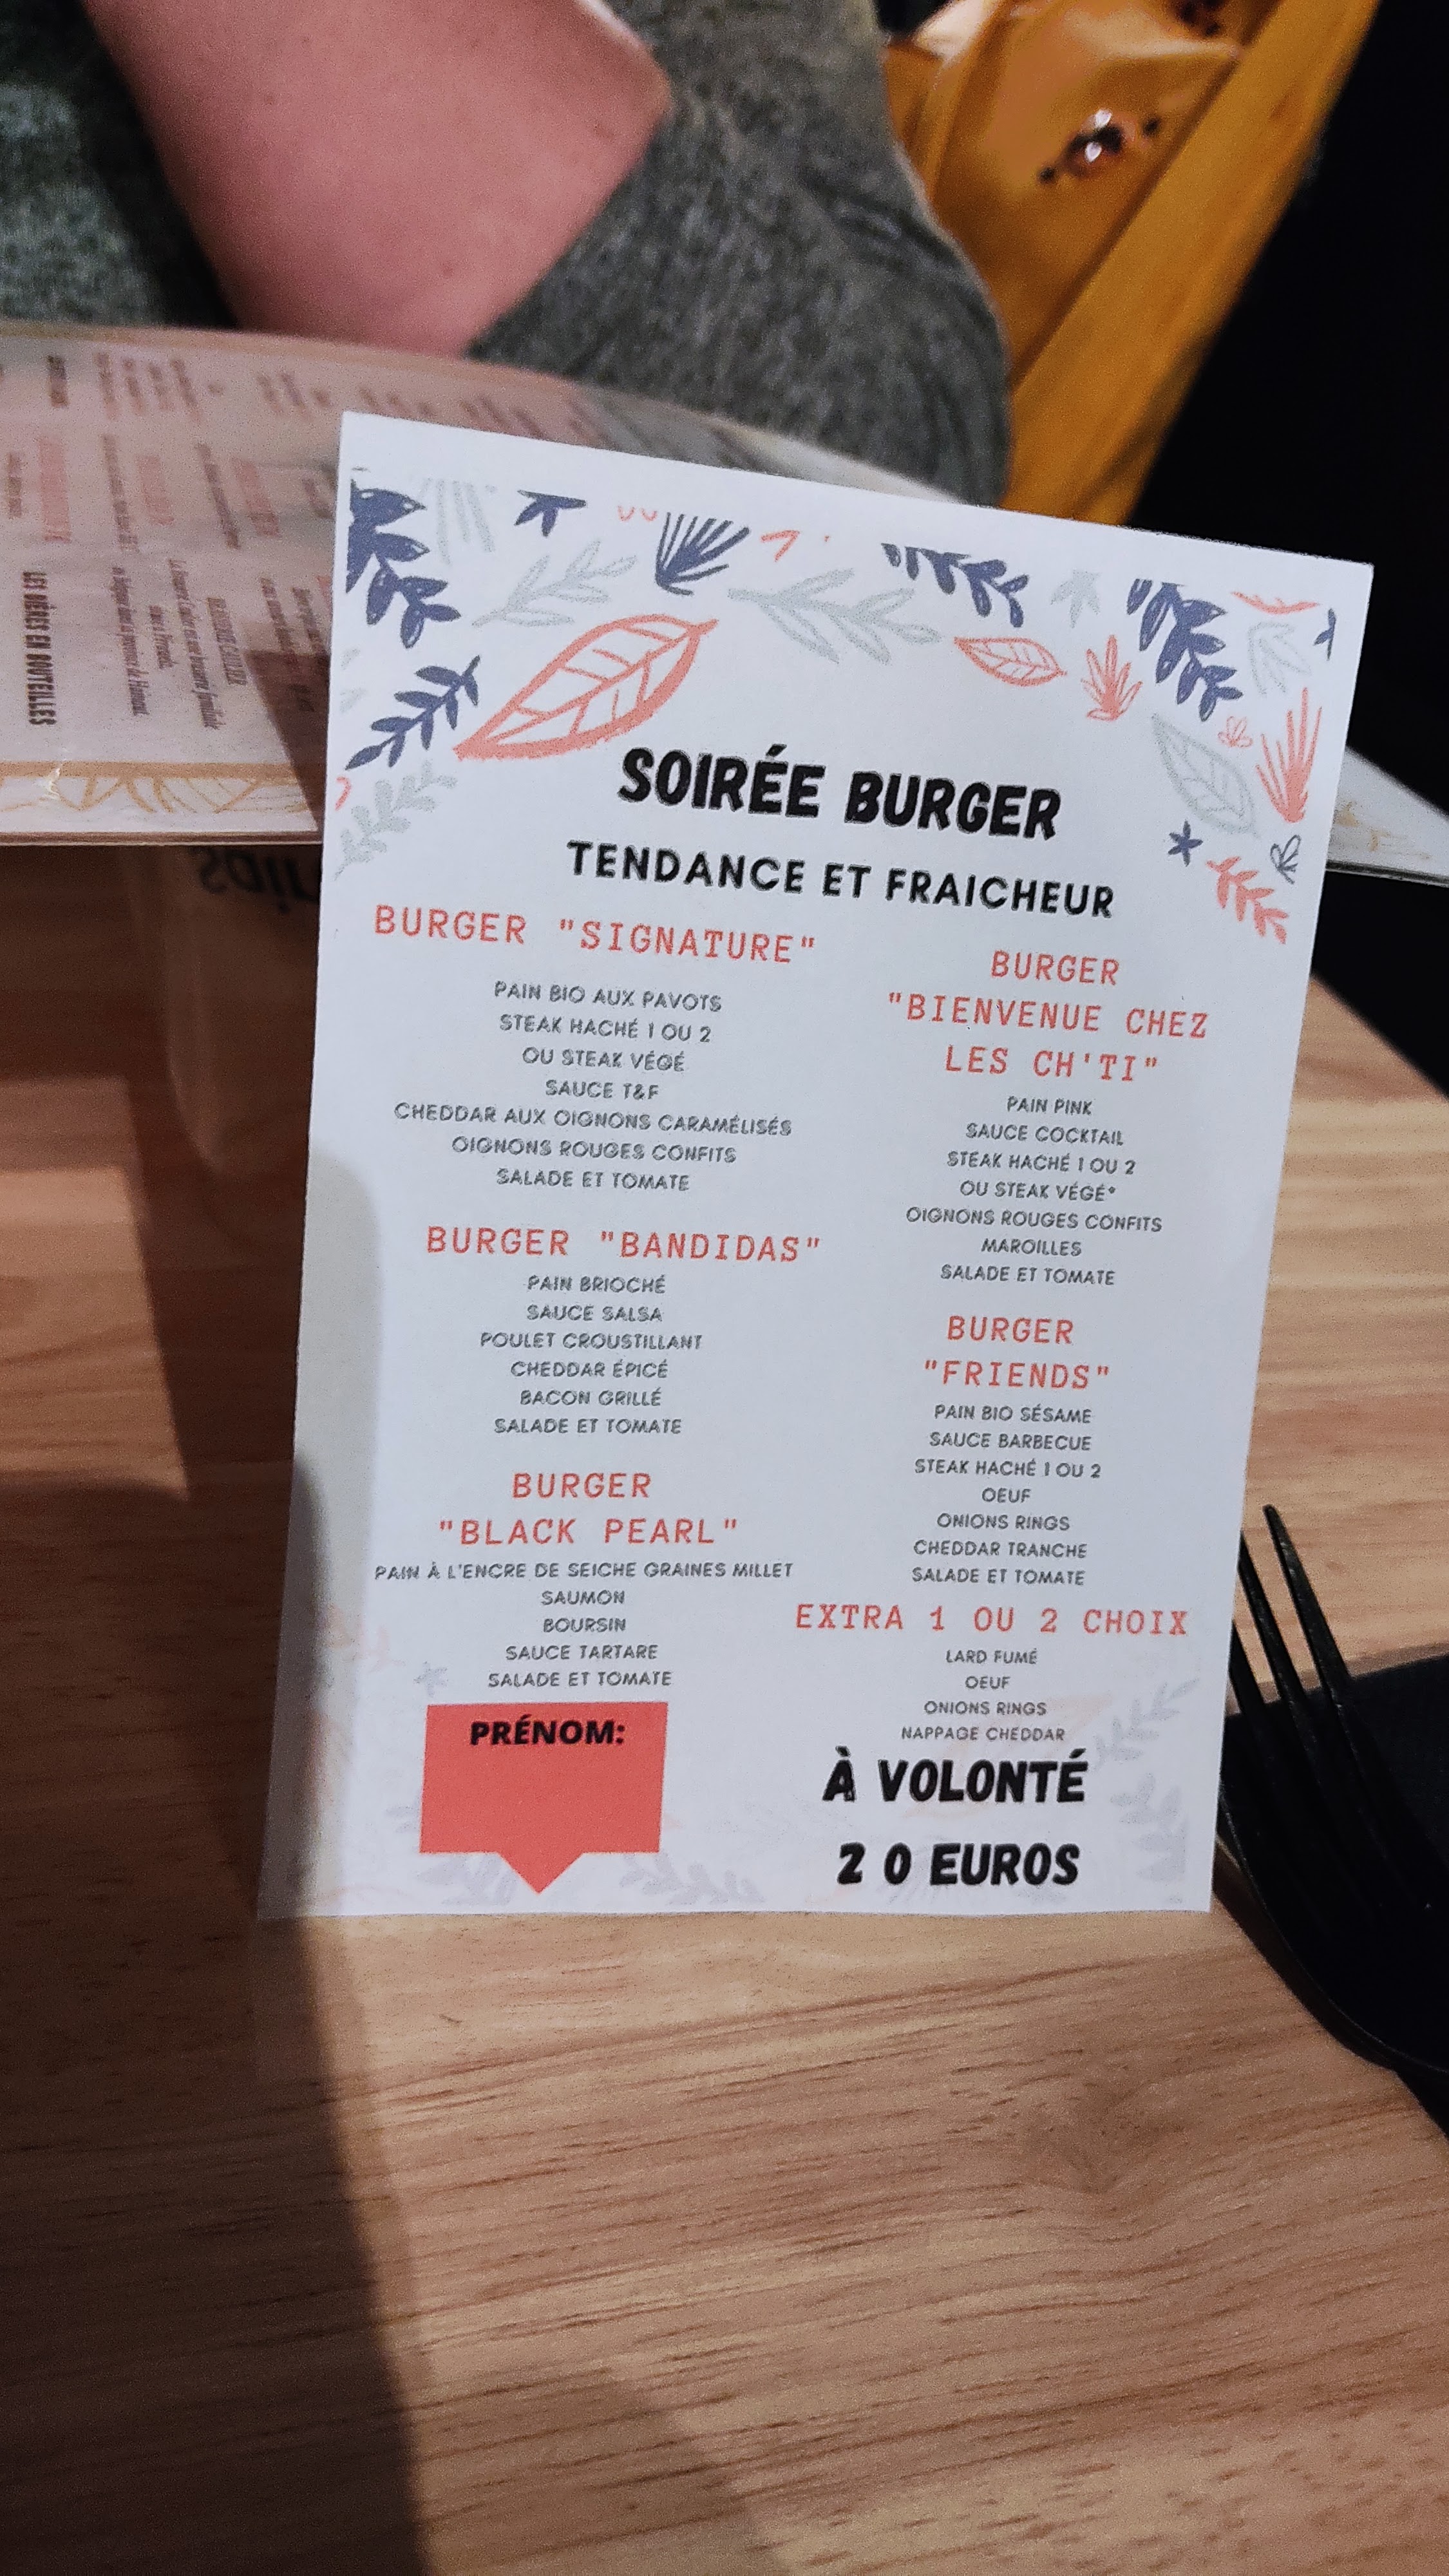 SOIRÉE BURGER
TENDANCE ET FRAICHEUR
BURGER "SIGNATURE"
PAIN BIO AUX PAVOTS
STEAK HACHÉ 1 OU 2
OU STEAK VÉGÉ
SAUCE T&F
CHEDDAR AUX OIGNONS CARAMÉLISÉS
OIGNONS ROUGES CONFITS
SALADE ET TOMATE
BURGER "BANDIDAS"
PAIN BRIOCHÉ
SAUCE SALSA
POULET CROUSTILLANT
CHEDDAR ÉPICÉ
BACON GRILLÉ
SALADE ET TOMATE
BURGER
"BLACK PEARL"
PAIN À L'ENCRE DE SEICHE GRAINES MILLET
SAUMON
BOURSIN
SAUCE TARTARE
SALADE ET TOMATE
PRÉNOM:
BURGER
"BIENVENUE CHEZ
LES CH'TI"
PAIN PINK
SAUCE COCKTAIL
STEAK HACHÉ 1 OU 2
OU STEAK VÉGÉ*
OIGNONS ROUGES CONFITS
MAROILLES
SALADE ET TOMATE
BURGER
"FRIENDS"
PAIN BIO SÉSAME
SAUCE BARBECUE
STEAK HACHÉ 1 OU 2
OEUF
ONIONS RINGS
CHEDDAR TRANCHE
SALADE ET TOMATE
EXTRA 1 OU 2 CHOIX
LARD FUMÉ
OEUF
ONIONS RINGS
NAPPAGE CHEDDAR
À VOLONTÉ
2 0 EUROS
LES BIÈRES EN BOUTEILLES